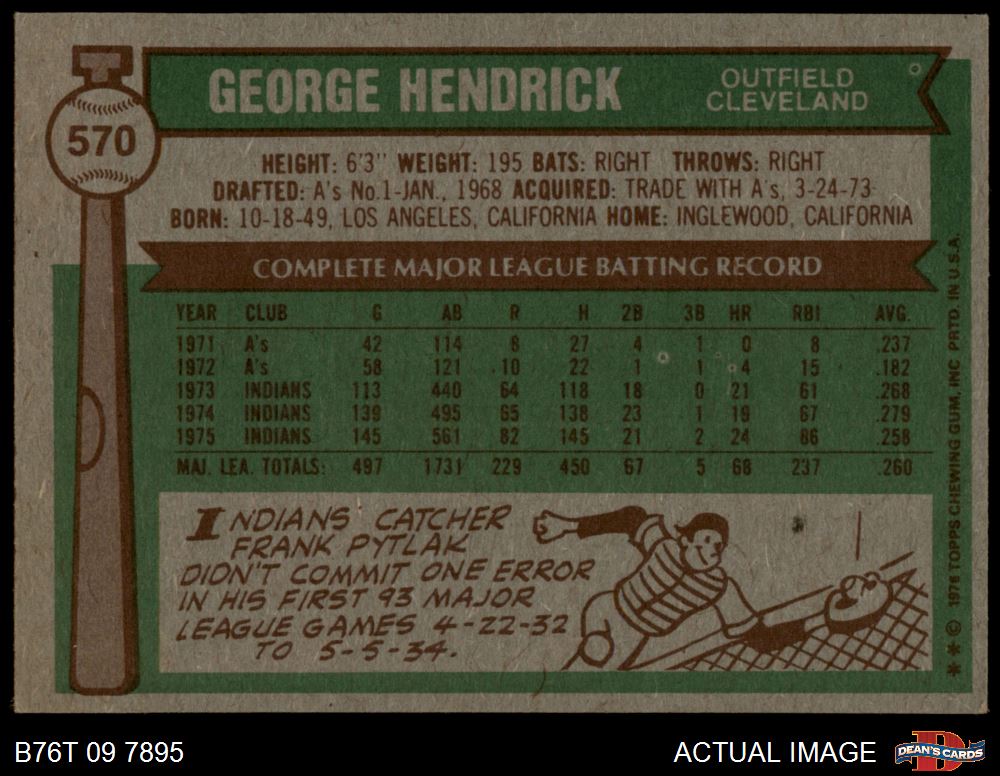 GEORGE HENDRICK
OUTFIELD
CLEVELAND
570
HEIGHT: 6'3" WEIGHT: 195 BATS: RIGHT THROWS: RIGHT
DRAFTED: A's No.1-JAN., 1968 ACQUIRED: TRADE WITH A's, 3-24-73
BORN: 10-18-49, LOS ANGELES, CALIFORNIA HOME: INGLEWOOD, CALIFORNIA
COMPLETE MAJOR LEAGUE BATTING RECORD
YEAR CLUB G AB R H 2B 3B HR RBI AVG.
1971 A's 42 114 8 27 4 1 0 8 .237
1972 A's 58 121 10 22 1 1 4 15 .182
1973 INDIANS 113 440 64 118 18 0 21 61 .268
1974 INDIANS 139 495 65 138 23 1 19 67 .279
1975 INDIANS 145 561 82 145 21 2 24 86 .258
MAJ. LEA. TOTALS: 497 1731 229 450 67 5 68 237 .260
INDIANS CATCHER
FRANK PYTLAK
DIDN'T COMMIT ONE ERROR
IN HIS FIRST 93 MAJOR
LEAGUE GAMES 4-22-32
TO 5-5-34.
** © 1976 TOPPS CHEWING GUM, INC. PRTD. IN U.S.A.
B76T 09 7895
ACTUAL IMAGE
DEAN'S CARDS